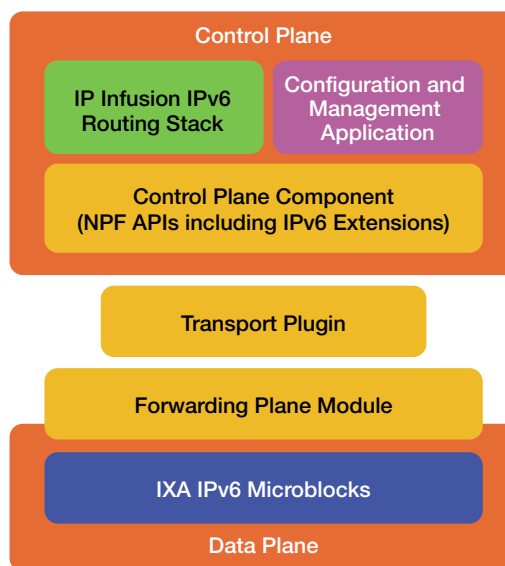 Control Plane
IP Infusion IPv6
Routing Stack
Configuration and
Management
Application
Control Plane Component
(NPF APIs including IPv6 Extensions)
Transport Plugin
Forwarding Plane Module
IXA IPv6 Microblocks
Data Plane